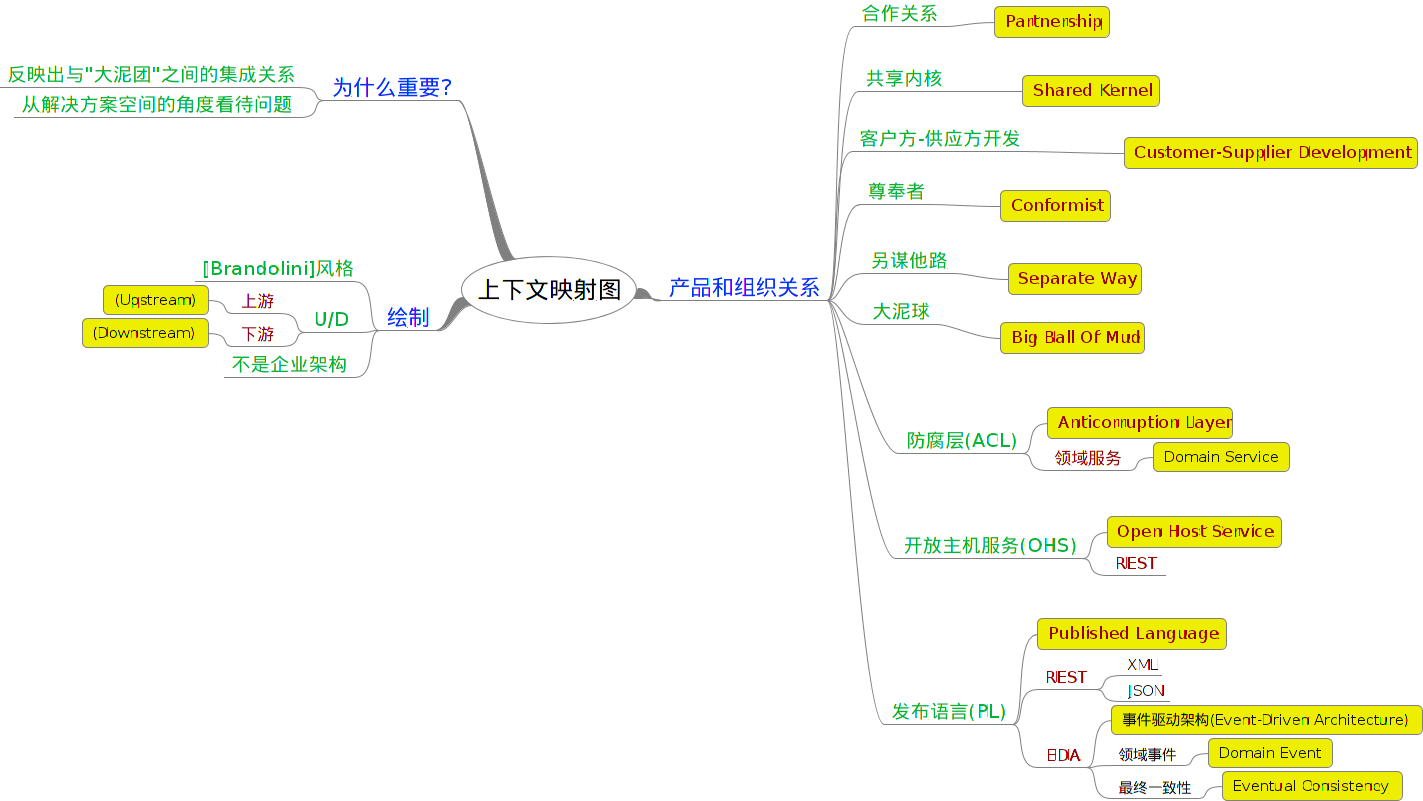 上下文映射图
为什么重要?
反映出与"大泥团"之间的集成关系
从解决方案空间的角度看待问题
绘制
[Brandolini]风格
U/D
上游
(Upstream)
下游
(Downstream)
不是企业架构
产品和组织关系
合作关系
Partnership
共享内核
Shared Kernel
客户方-供应方开发
Customer-Supplier Development
尊奉者
Conformist
另谋他路
Separate Way
大泥球
Big Ball Of Mud
防腐层(ACL)
Anticorruption Layer
领域服务
Domain Service
开放主机服务(OHS)
Open Host Service
REST
发布语言(PL)
Published Language
REST
XML
JSON
EDA
事件驱动架构(Event-Driven Architecture)
领域事件
Domain Event
最终一致性
Eventual Consistency